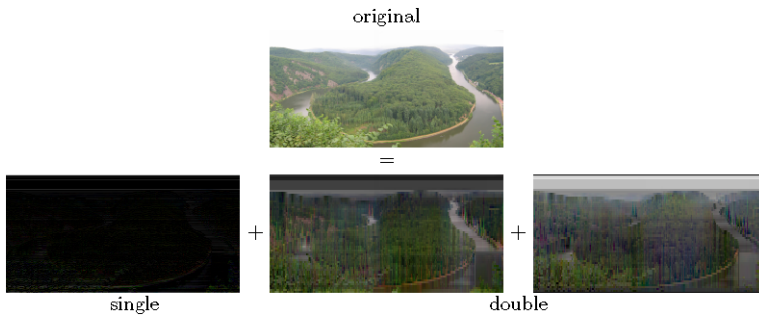 original
=
+ +
single double